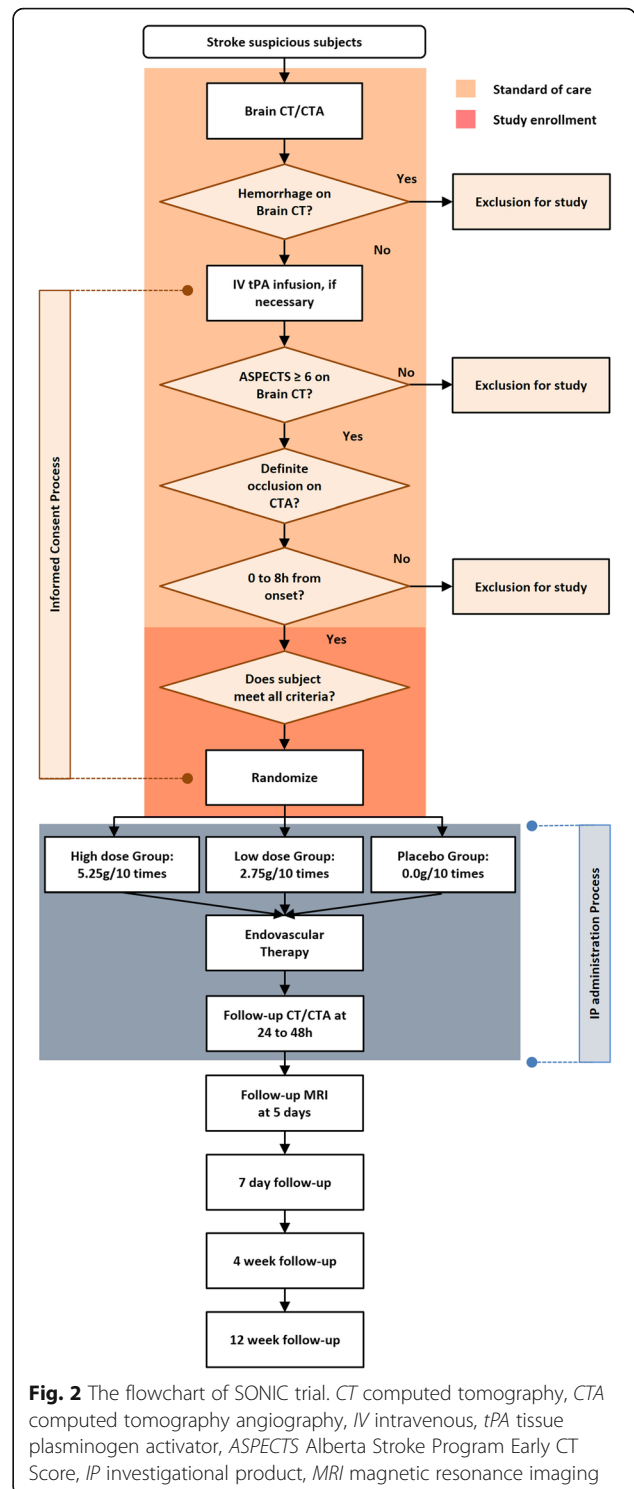 Stroke suspicious subjects
Standard of care
Study enrollment
Brain CT/CTA
Hemorrhage on
Brain CT?
Yes
Exclusion for study
No
IV tPA infusion, if
necessary
ASPECTS ≥ 6 on
Brain CT?
No
Exclusion for study
Yes
Definite
occlusion on
CTA?
0 to 8h from
onset?
No
Exclusion for study
Yes
Informed Consent Process
Does subject
meet all criteria?
Randomize
High dose Group:
5.25g/10 times
Low dose Group:
2.75g/10 times
Placebo Group:
0.0g/10 times
Endovascular
Therapy
Follow-up CT/CTA at
24 to 48h
IP administration Process
Follow-up MRI
at 5 days
7 day follow-up
4 week follow-up
12 week follow-up
Fig. 2 The flowchart of SONIC trial. CT computed tomography, CTA
computed tomography angiography, IV intravenous, tPA tissue
plasminogen activator, ASPECTS Alberta Stroke Program Early CT
Score, IP investigational product, MRI magnetic resonance imaging